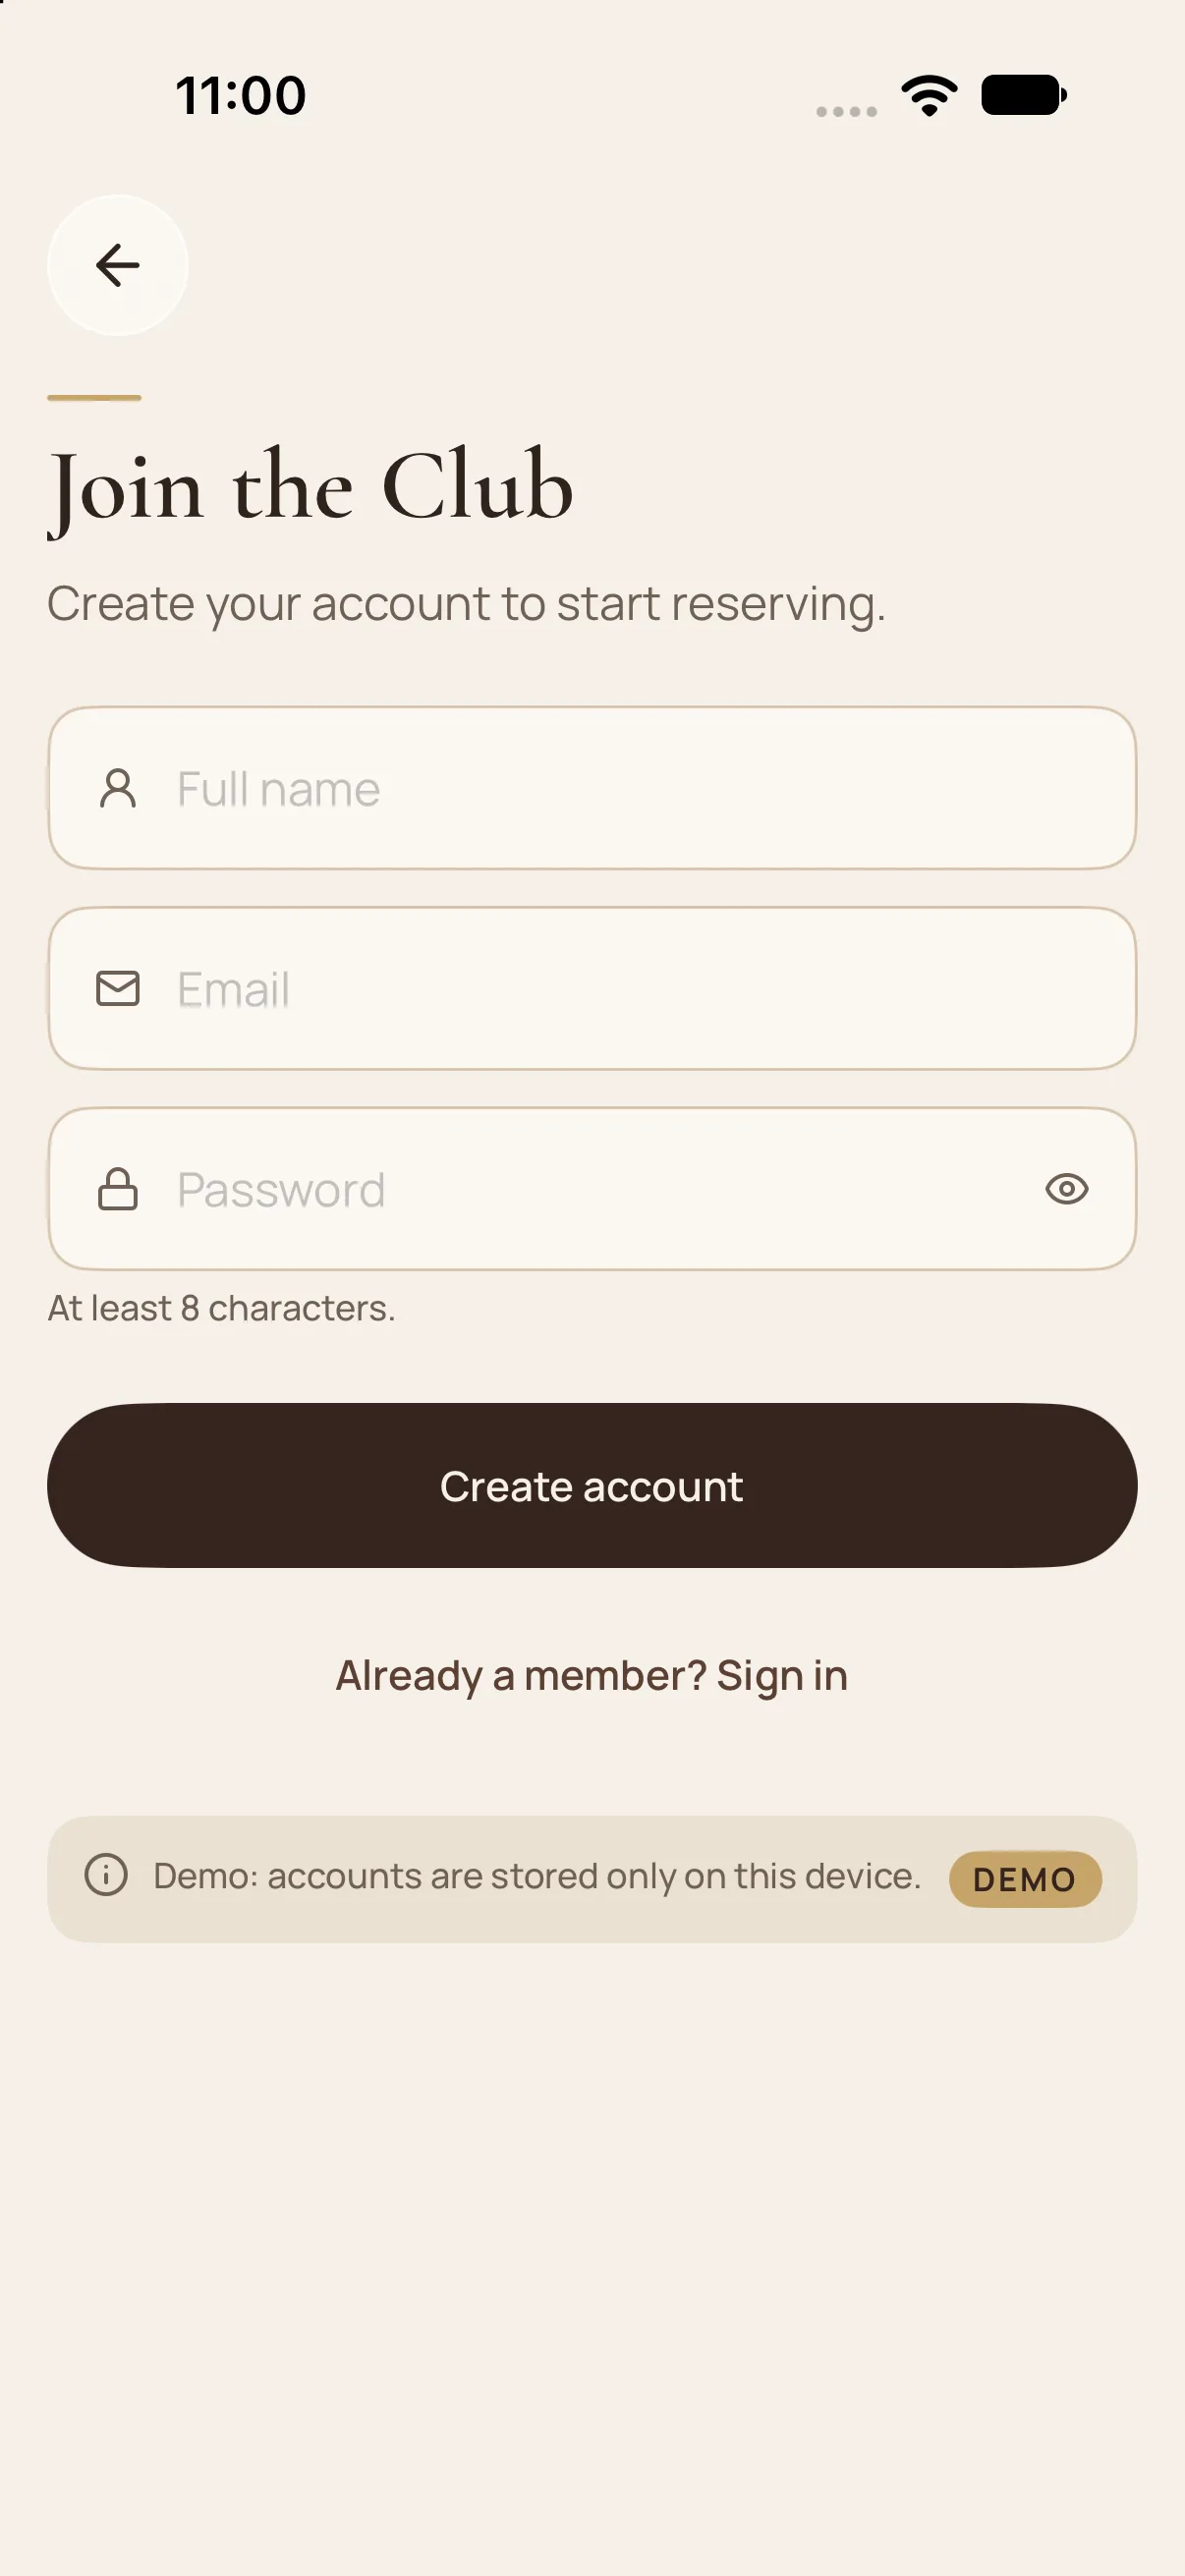 11:00
Join the Club
Create your account to start reserving.
Full name
Email
Password
At least 8 characters.
Create account
Already a member? Sign in
Demo: accounts are stored only on this device. DEMO